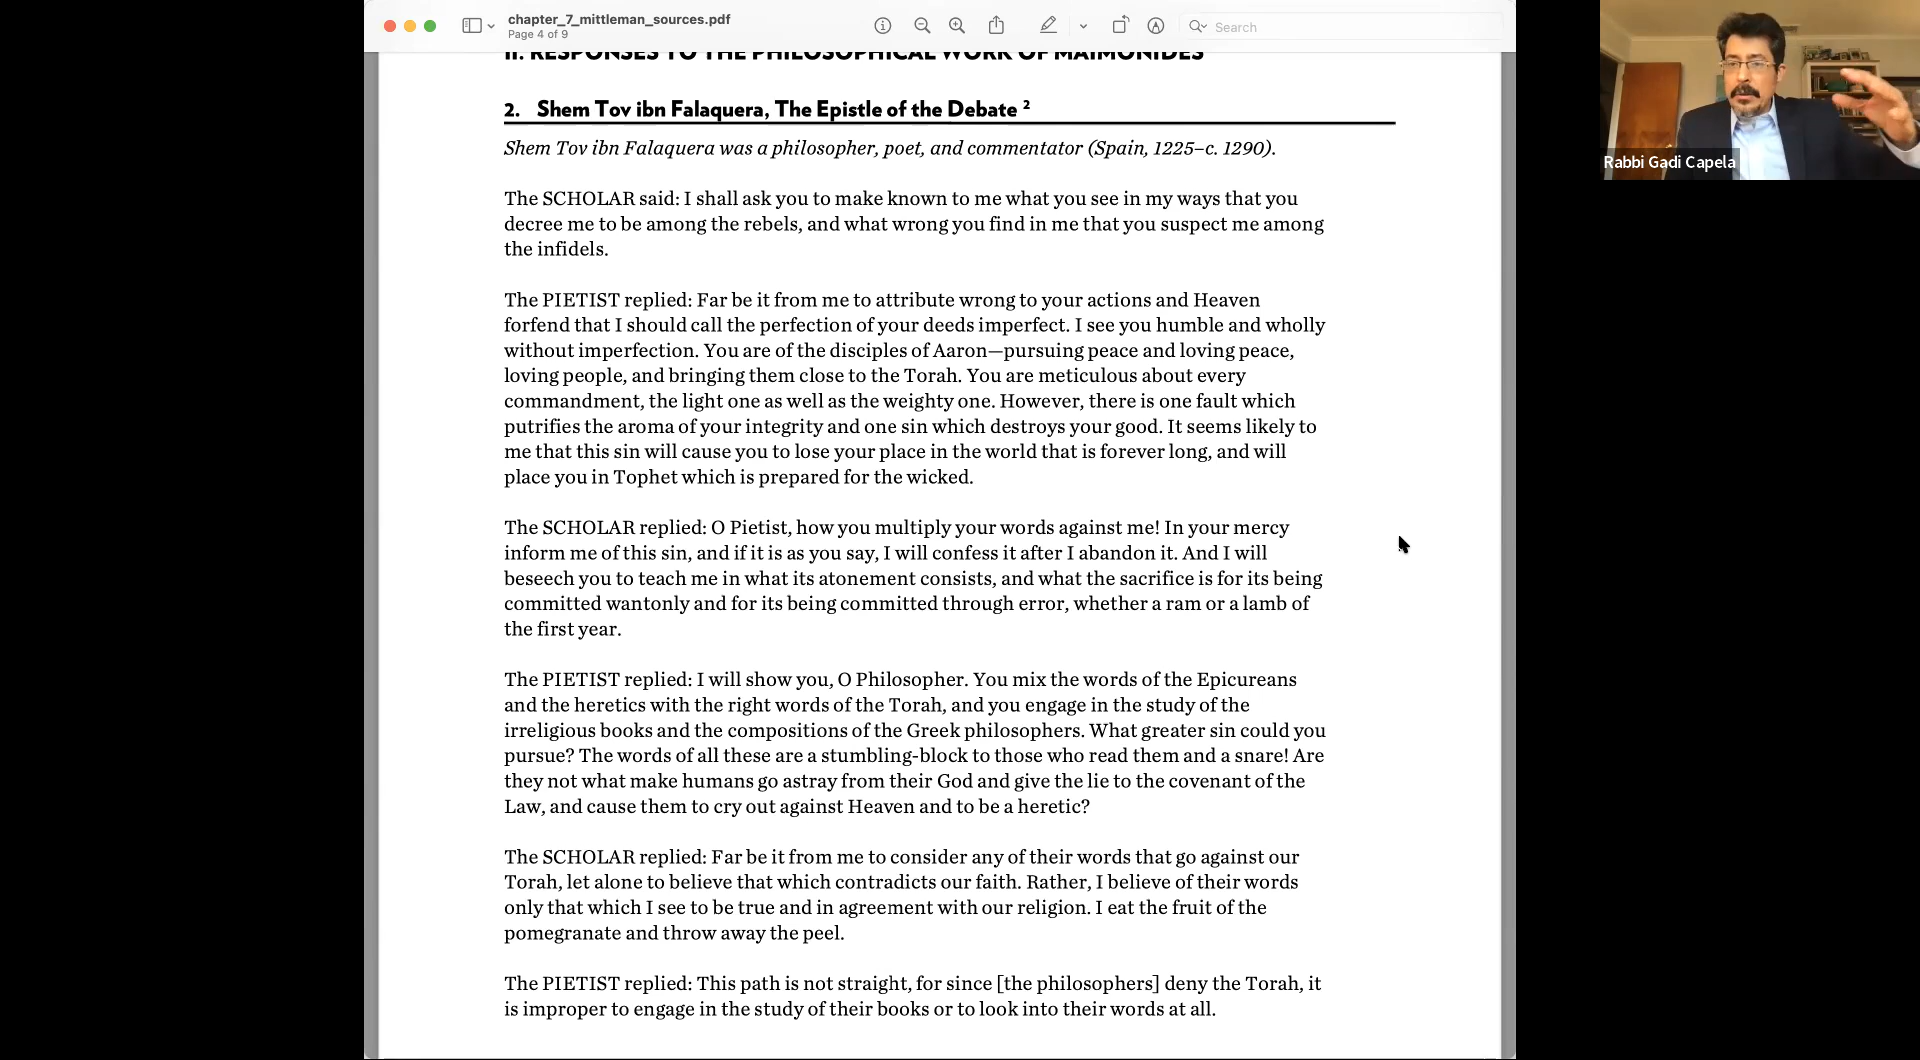 chapter_7_mittleman_sources.pdf
Page 4 of 9
Search
II. RESPONSES TO THE PHILOSOPHICAL WORK OF MAIMONIDES
2. Shem Tov ibn Falaquera, The Epistle of the Debate 2
Shem Tov ibn Falaquera was a philosopher, poet, and commentator (Spain, 1225–c. 1290).
The SCHOLAR said: I shall ask you to make known to me what you see in my ways that you
decree me to be among the rebels, and what wrong you find in me that you suspect me among
the infidels.
The PIETIST replied: Far be it from me to attribute wrong to your actions and Heaven
forfend that I should call the perfection of your deeds imperfect. I see you humble and wholly
without imperfection. You are of the disciples of Aaron—pursuing peace and loving peace,
loving people, and bringing them close to the Torah. You are meticulous about every
commandment, the light one as well as the weighty one. However, there is one fault which
putrifies the aroma of your integrity and one sin which destroys your good. It seems likely to
me that this sin will cause you to lose your place in the world that is forever long, and will
place you in Tophet which is prepared for the wicked.
The SCHOLAR replied: O Pietist, how you multiply your words against me! In your mercy
inform me of this sin, and if it is as you say, I will confess it after I abandon it. And I will
beseech you to teach me in what its atonement consists, and what the sacrifice is for its being
committed wantonly and for its being committed through error, whether a ram or a lamb of
the first year.
The PIETIST replied: I will show you, O Philosopher. You mix the words of the Epicureans
and the heretics with the right words of the Torah, and you engage in the study of the
irreligious books and the compositions of the Greek philosophers. What greater sin could you
pursue? The words of all these are a stumbling-block to those who read them and a snare! Are
they not what make humans go astray from their God and give the lie to the covenant of the
Law, and cause them to cry out against Heaven and to be a heretic?
The SCHOLAR replied: Far be it from me to consider any of their words that go against our
Torah, let alone to believe that which contradicts our faith. Rather, I believe of their words
only that which I see to be true and in agreement with our religion. I eat the fruit of the
pomegranate and throw away the peel.
The PIETIST replied: This path is not straight, for since [the philosophers] deny the Torah, it
is improper to engage in the study of their books or to look into their words at all.
Rabbi Gadi Capela